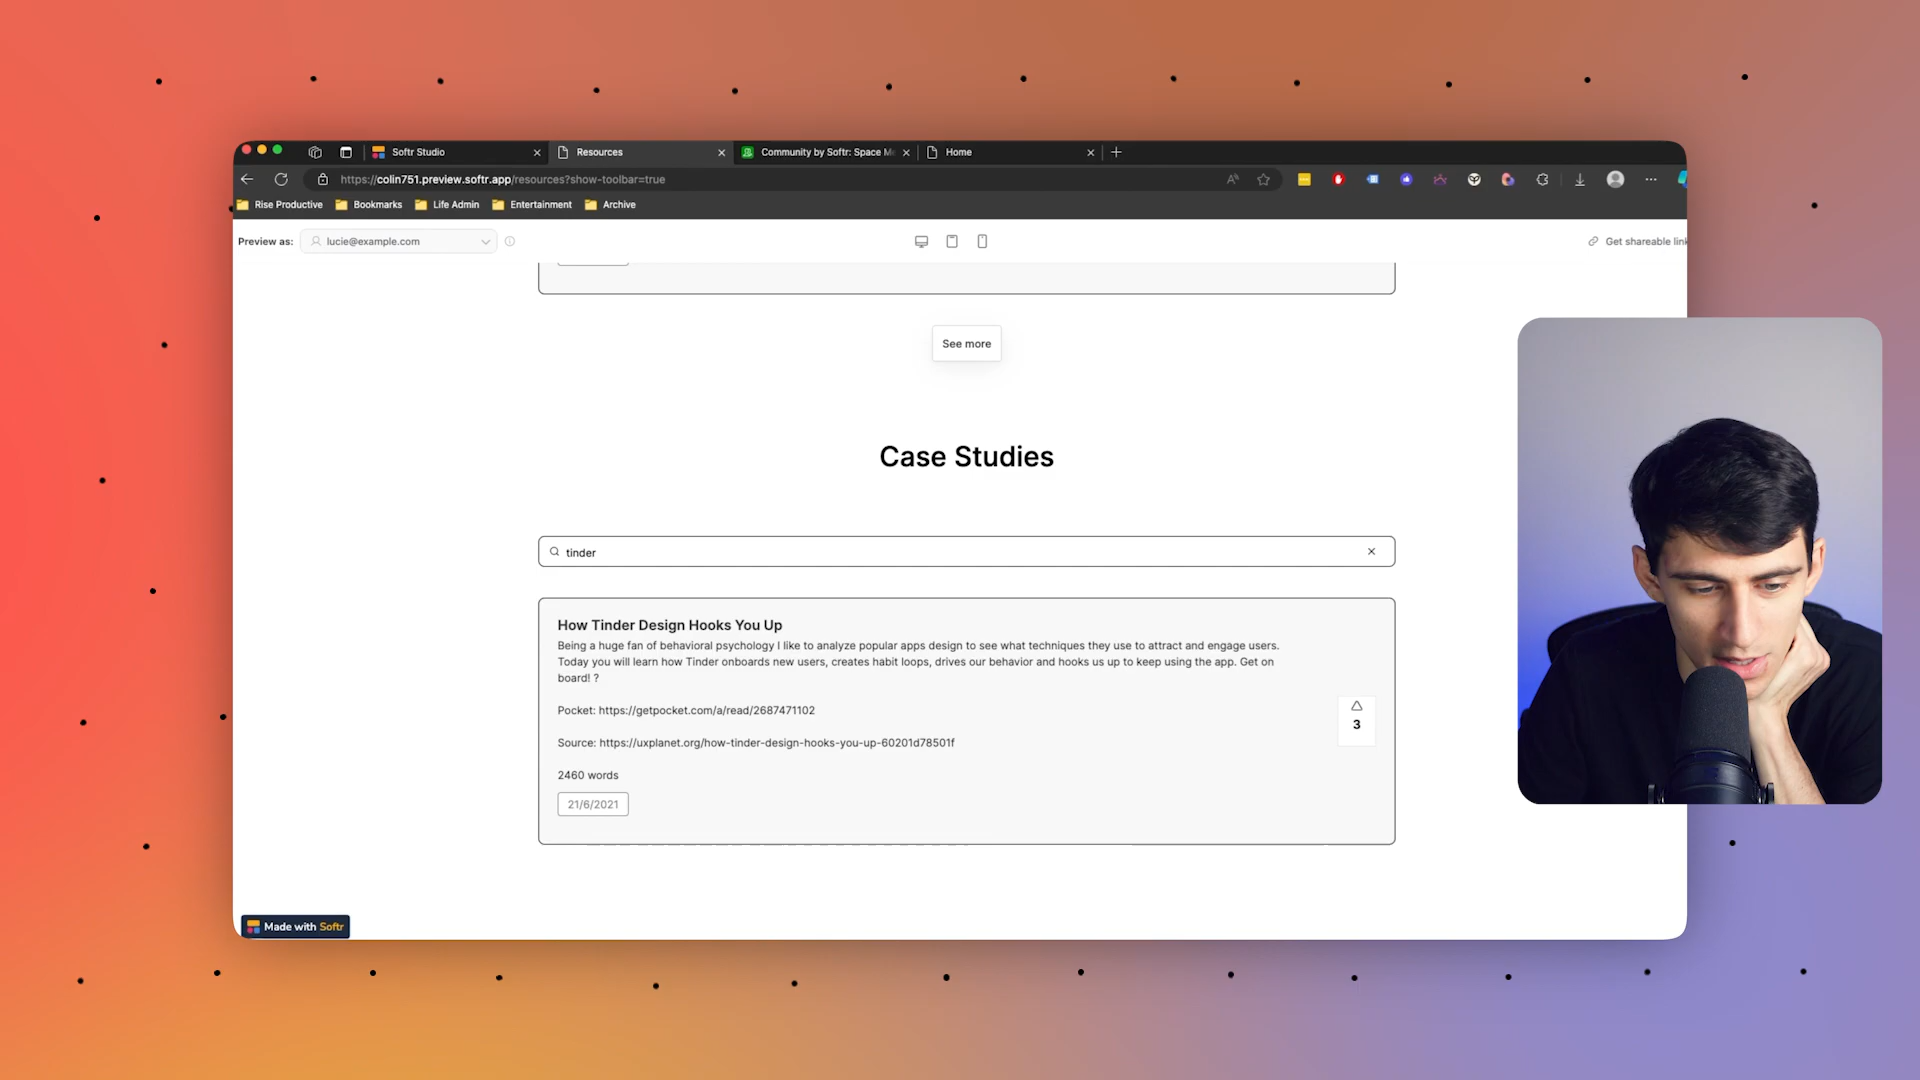 Softr Studio
Resources
Community by Softr: Space M
Home
https://colin751.preview.softr.app/resources?show-toolbar=true
Rise Productive
Bookmarks
Life Admin
Entertainment
Archive
Preview as:
lucie@example.com
Get shareable link
See more
Case Studies
tinder
How Tinder Design Hooks You Up
Being a huge fan of behavioral psychology I like to analyze popular apps design to see what techniques they use to attract and engage users.
Today you will learn how Tinder onboards new users, creates habit loops, drives our behavior and hooks us up to keep using the app. Get on
board! ?
Pocket: https://getpocket.com/a/read/2687471102
3
Source: https://uxplanet.org/how-tinder-design-hooks-you-up-60201d78501f
2460 words
21/6/2021
Made with Softr